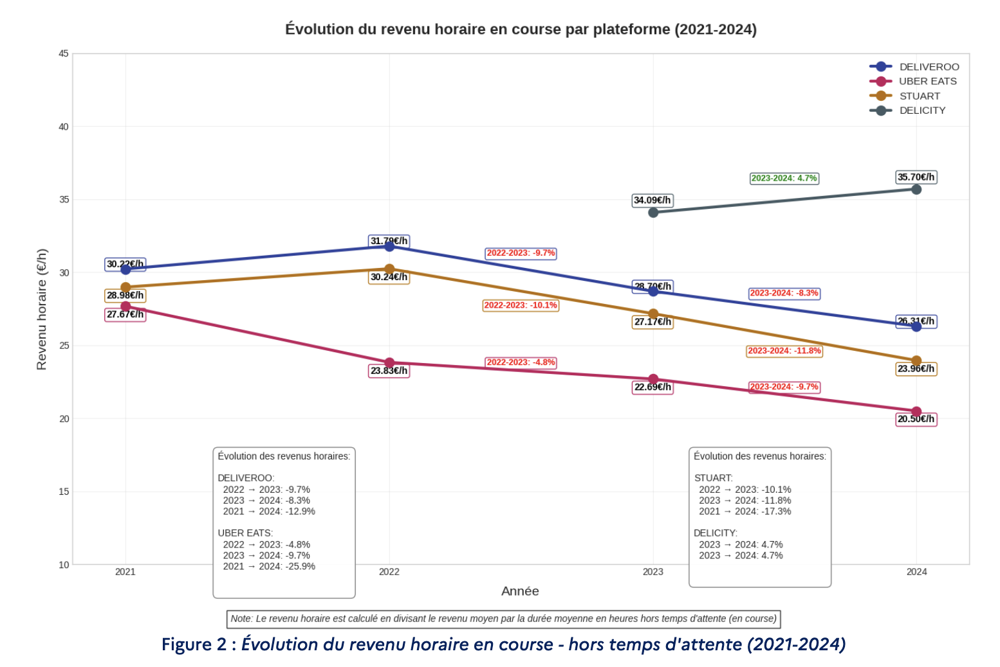 Évolution du revenu horaire en course par plateforme (2021-2024)
45
40
35
30
25
20
15
10
Revenu horaire (€/h)
DELIVEROO
UBER EATS
STUART
DELICITY
30.22€/h
28.98€/h
27.67€/h
31.79€/h
30.24€/h
23.83€/h
2022-2023: -9.7%
2022-2023: -10.1%
2022-2023: -4.8%
34.09€/h
28.70€/h
27.17€/h
22.69€/h
2023-2024: 4.7%
2023-2024: -8.3%
2023-2024: -11.8%
2023-2024: -9.7%
35.70€/h
26.31€/h
23.96€/h
20.50€/h
Évolution des revenus horaires:
DELIVEROO:
2022 → 2023: -9.7%
2023 → 2024: -8.3%
2021 → 2024: -12.9%
UBER EATS:
2022 → 2023: -4.8%
2023 → 2024: -9.7%
2021 → 2024: -25.9%
Évolution des revenus horaires:
STUART:
2022 → 2023: -10.1%
2023 → 2024: -11.8%
2021 → 2024: -17.3%
DELICITY:
2023 → 2024: 4.7%
2023 → 2024: 4.7%
2021
2022
2023
2024
Année
Note: Le revenu horaire est calculé en divisant le revenu moyen par la durée moyenne en heures hors temps d'attente (en course)
Figure 2 : Évolution du revenu horaire en course - hors temps d'attente (2021-2024)